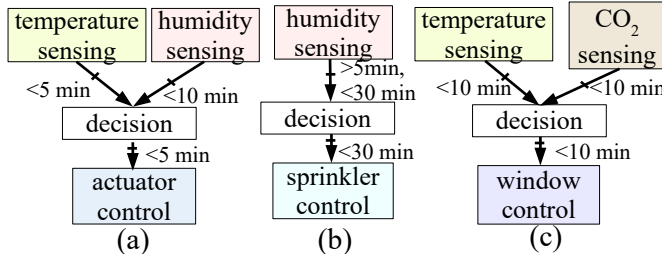 temperature
sensing
humidity
sensing
<5 min
<10 min
decision
<5 min
actuator
control
(a)
humidity
sensing
>5min,
<30 min
decision
<30 min
sprinkler
control
(b)
temperature
sensing
CO2
sensing
<10 min
<10 min
decision
<10 min
window
control
(c)